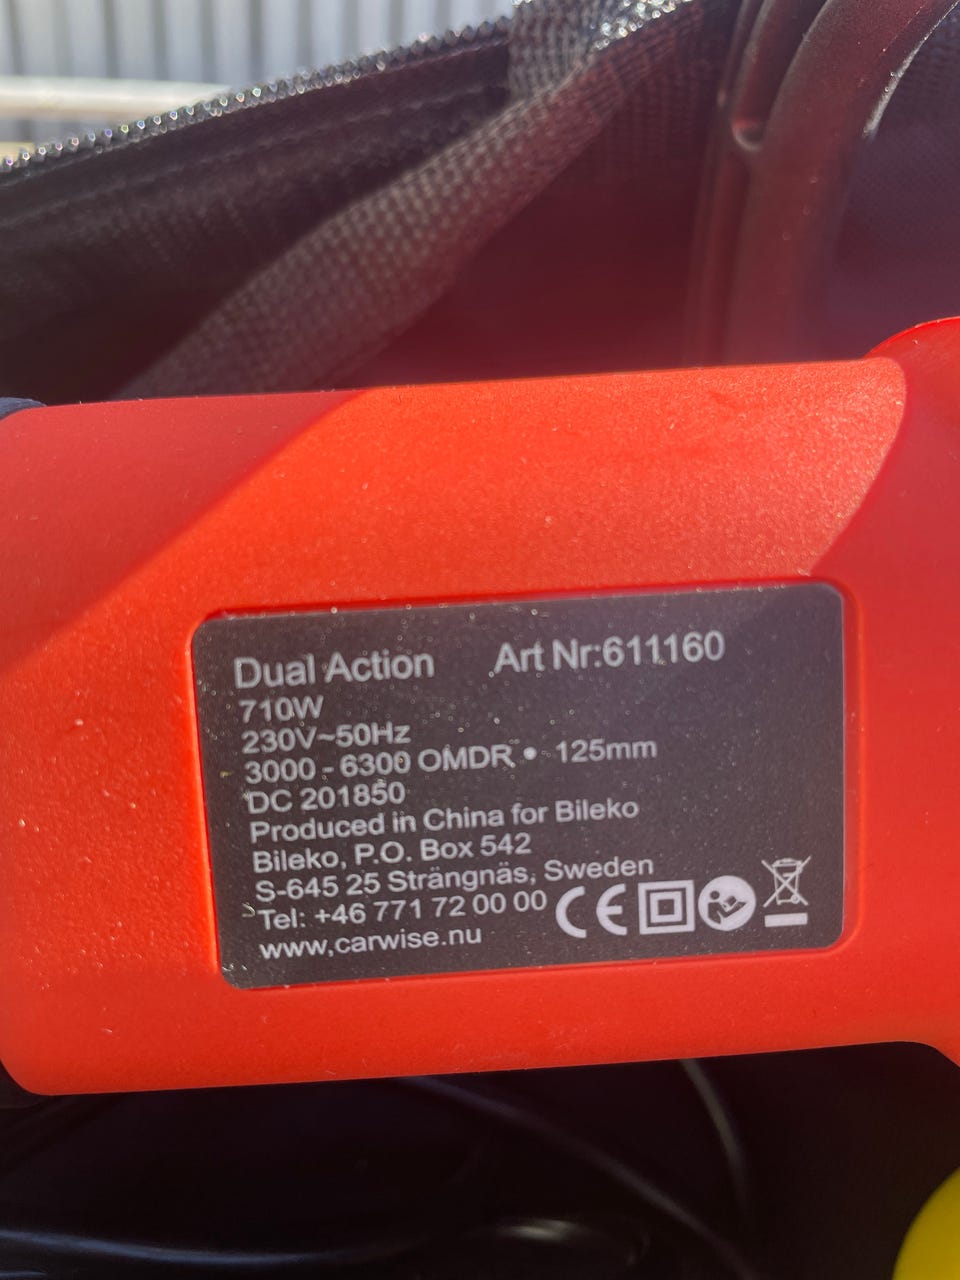 Dual Action Art Nr:611160
710W
230V~50Hz
3000 - 6300 OMDR • 125mm
DC 201850
Produced in China for Bileko
Bileko, P.O. Box 542
S-645 25 Strängnäs, Sweden
Tel: +46 771 72 00 00
www.carwise.nu
CE